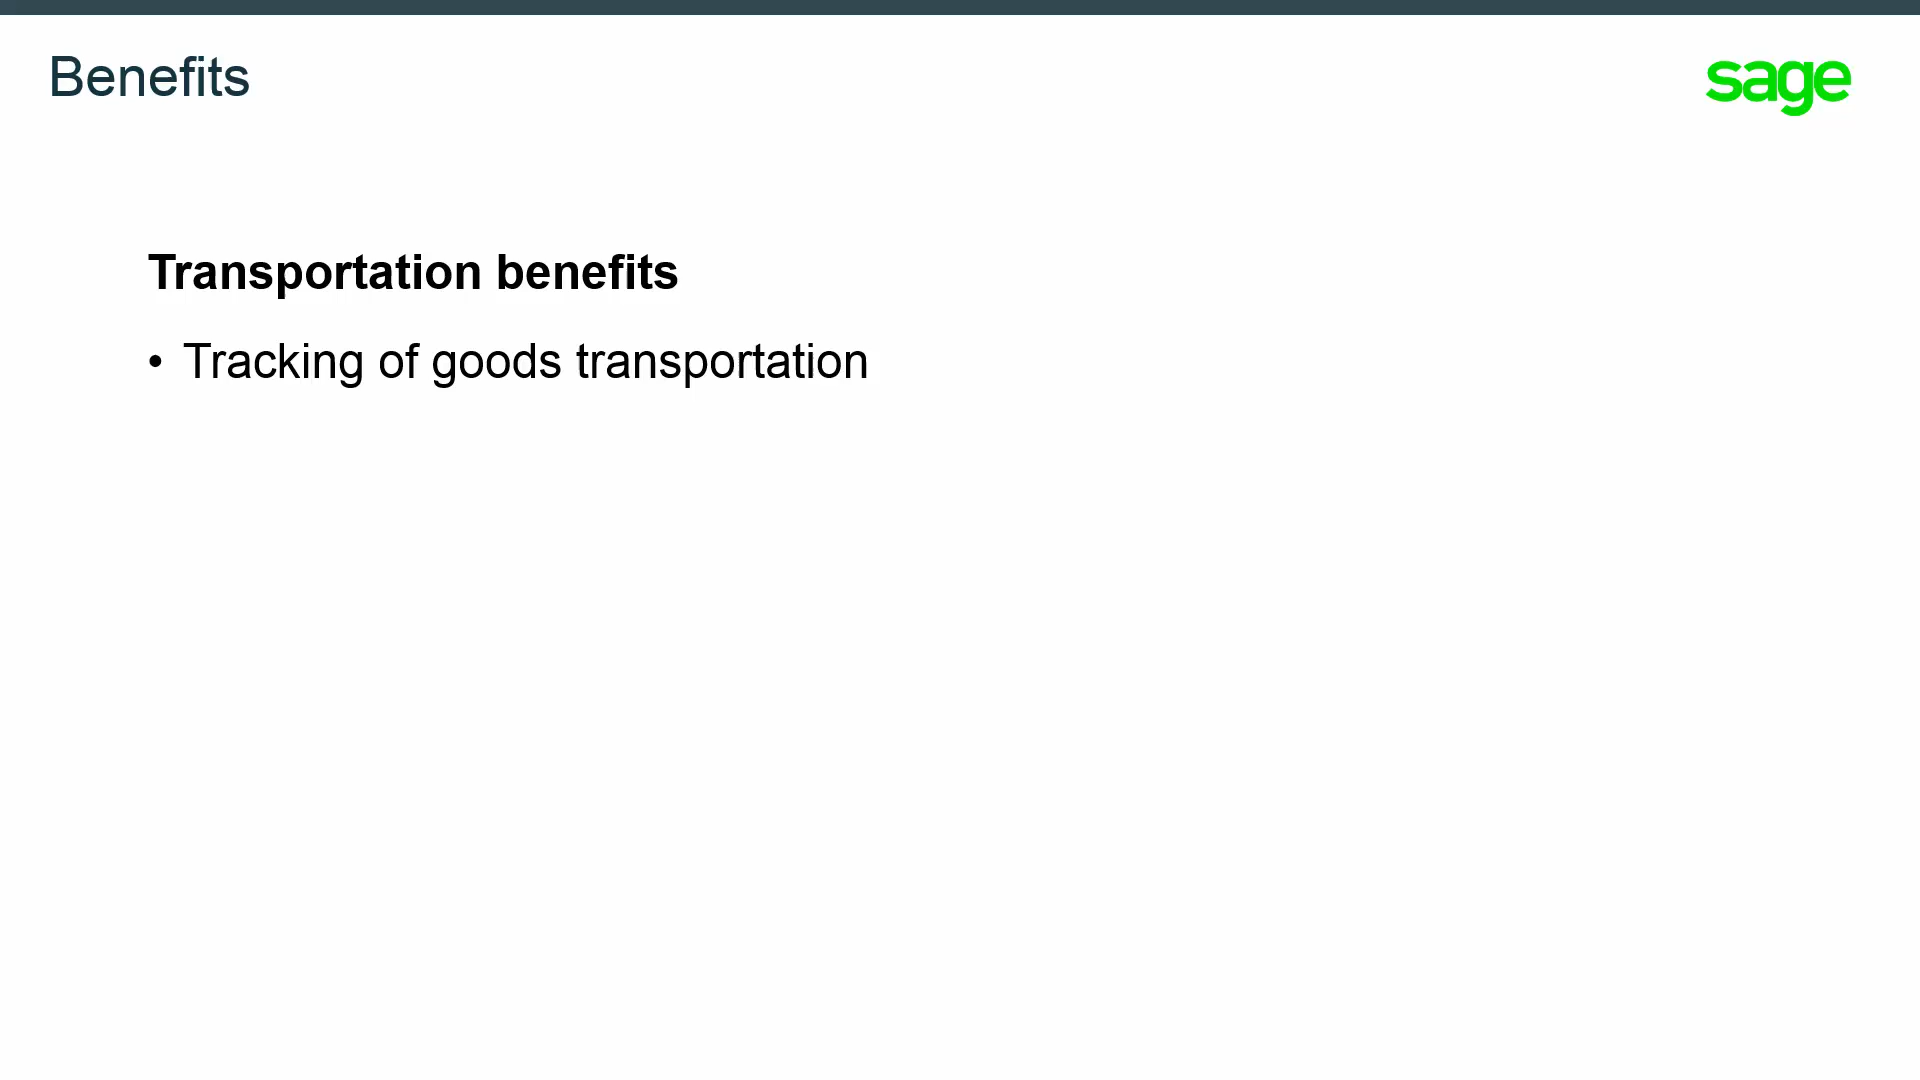 Benefits
sage
Transportation benefits
• Tracking of goods transportation